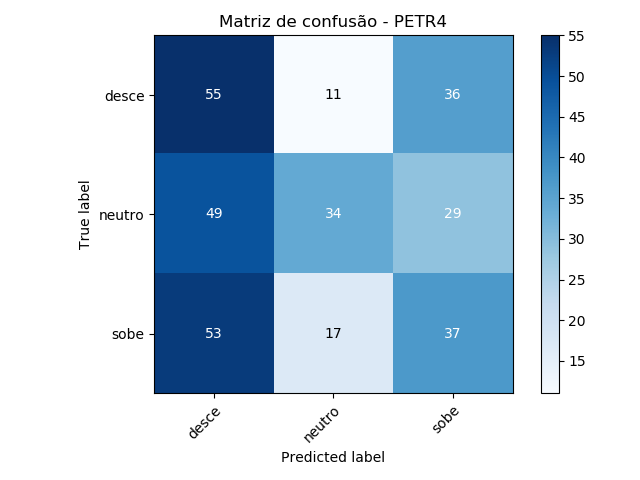 Matriz de confusão - PETR4
True label
desce
55 11 36
neutro
49 34 29
sobe
53 17 37
desce neutro sobe
Predicted label
55
50
45
40
35
30
25
20
15